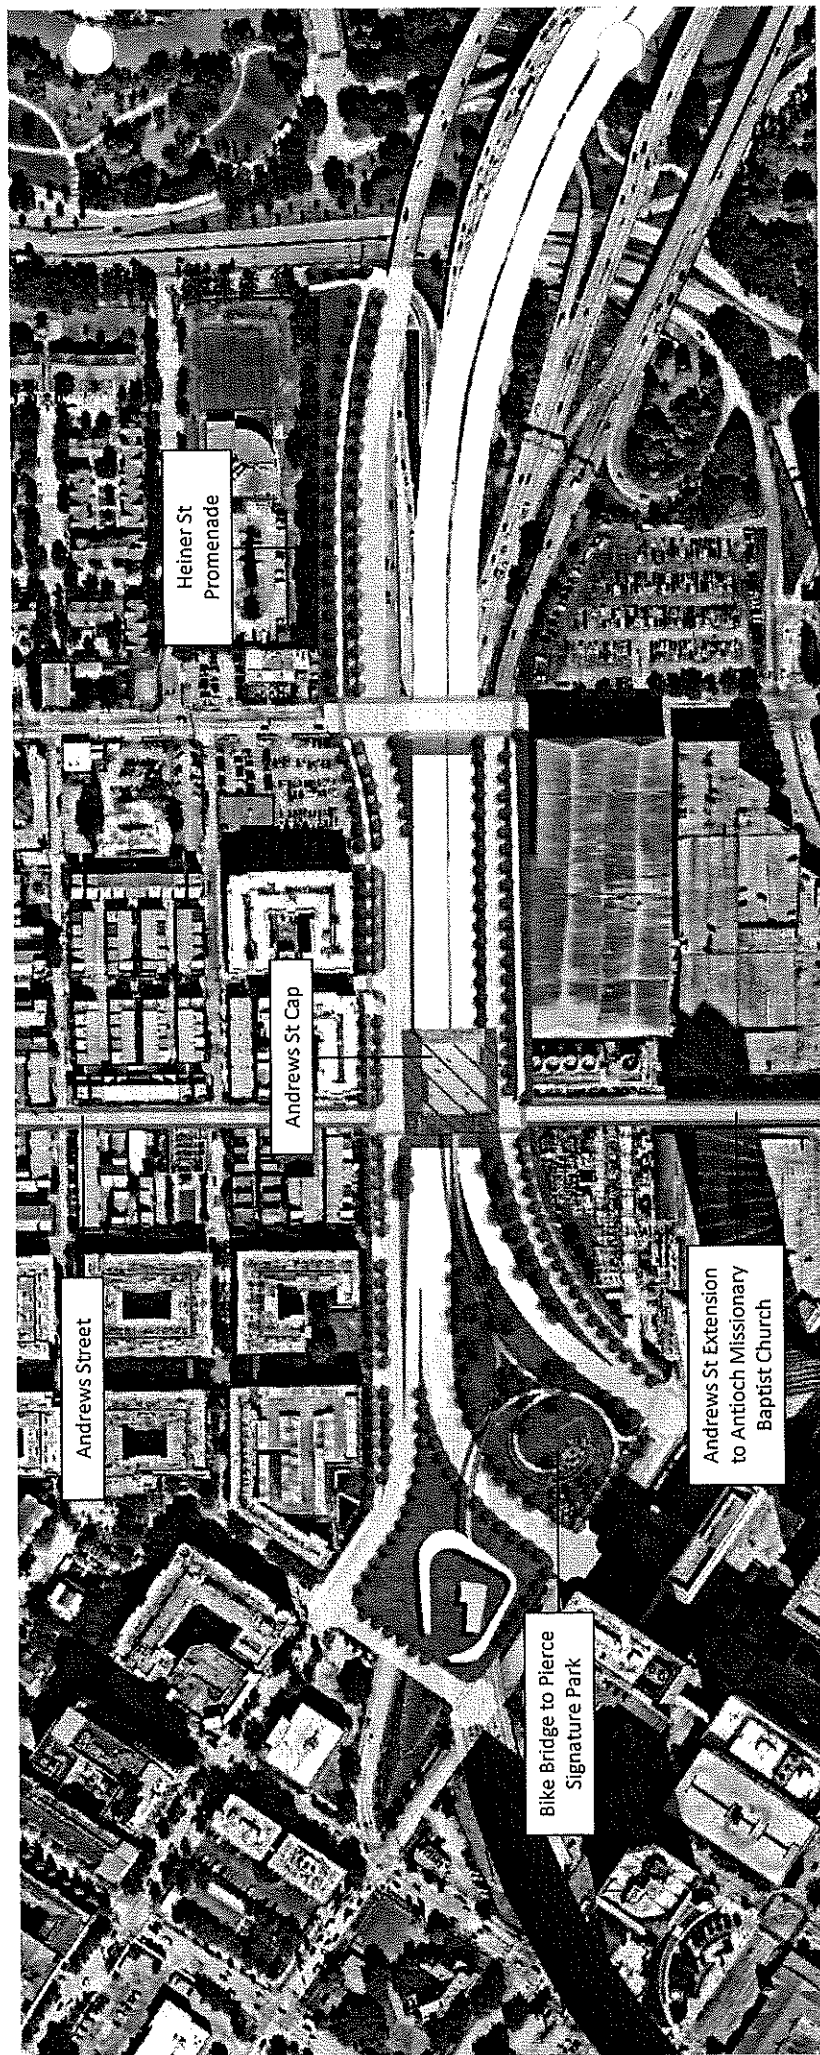 Heiner St
Promenade
Andrews St Cap
Andrews Street
Andrews St Extension
to Antioch Missionary
Baptist Church
Bike Bridge to Pierce
Signature Park